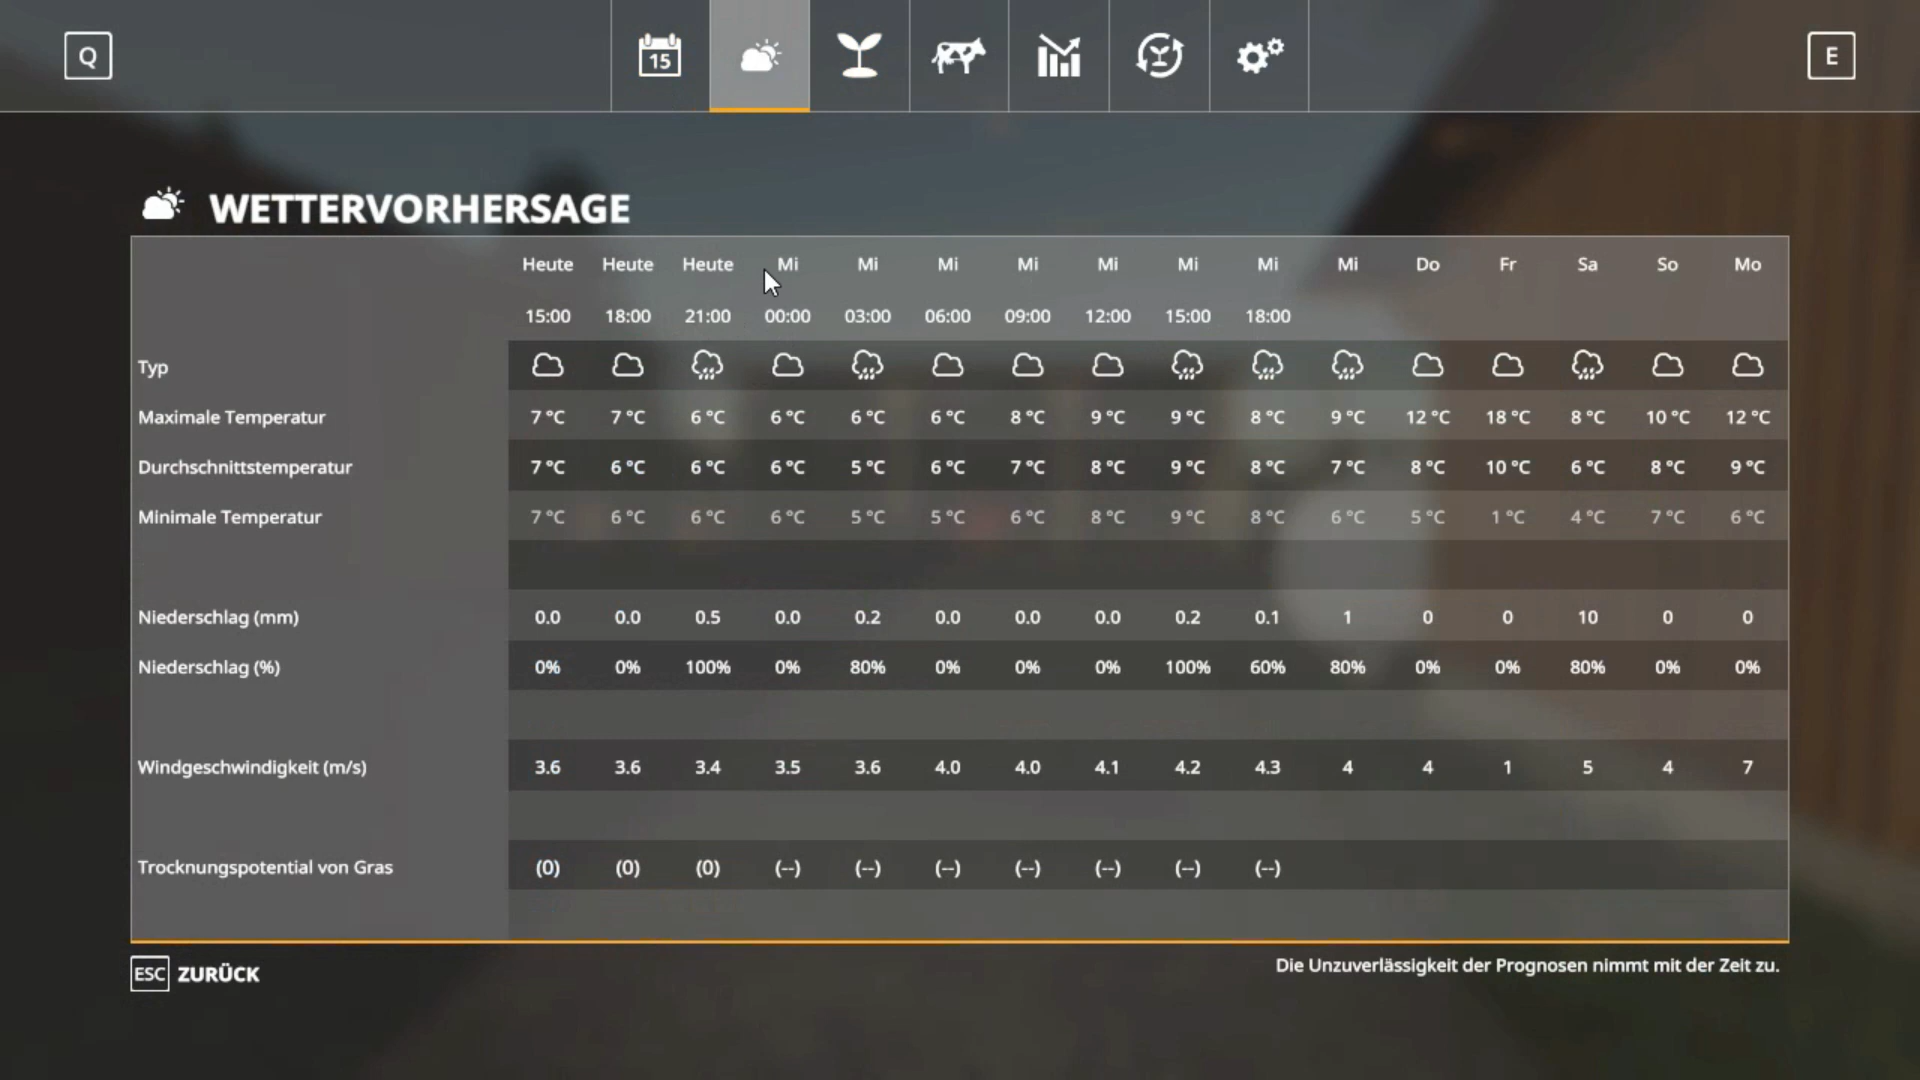 Q
15
E
WETTERVORHERSAGE
Heute Heute Heute Mi Mi Mi Mi Mi Mi Mi Mi Do Fr Sa So Mo
15:00 18:00 21:00 00:00 03:00 06:00 09:00 12:00 15:00 18:00
Typ
Maximale Temperatur 7 °C 7 °C 6 °C 6 °C 6 °C 6 °C 8 °C 9 °C 9 °C 8 °C 9 °C 12 °C 18 °C 8 °C 10 °C 12 °C
Durchschnittstemperatur 7 °C 6 °C 6 °C 6 °C 5 °C 6 °C 7 °C 8 °C 9 °C 8 °C 7 °C 8 °C 10 °C 6 °C 8 °C 9 °C
Minimale Temperatur 7 °C 6 °C 6 °C 6 °C 5 °C 5 °C 6 °C 8 °C 9 °C 8 °C 6 °C 5 °C 1 °C 4 °C 7 °C 6 °C
Niederschlag (mm) 0.0 0.0 0.5 0.0 0.2 0.0 0.0 0.0 0.2 0.1 1 0 0 10 0 0
Niederschlag (%) 0% 0% 100% 0% 80% 0% 0% 0% 100% 60% 80% 0% 0% 80% 0% 0%
Windgeschwindigkeit (m/s) 3.6 3.6 3.4 3.5 3.6 4.0 4.0 4.1 4.2 4.3 4 4 1 5 4 7
Trocknungspotential von Gras (0) (0) (0) (--) (--) (--) (--) (--) (--) (--)
ESC ZURÜCK
Die Unzuverlässigkeit der Prognosen nimmt mit der Zeit zu.